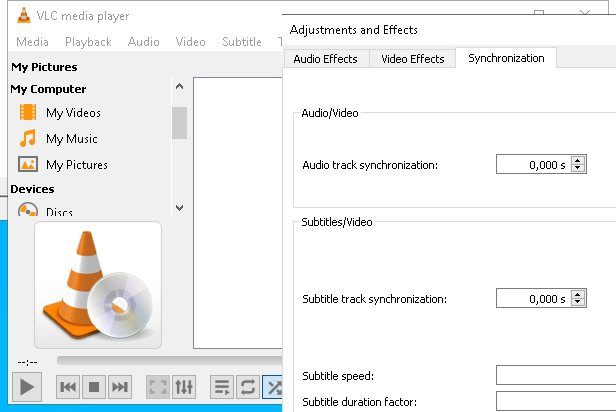 VLC media player
Media Playback Audio Video Subtitle
My Pictures
My Computer
My Videos
My Music
My Pictures
Devices
Discs
--:--
Adjustments and Effects
Audio Effects Video Effects Synchronization
Audio/Video
Audio track synchronization: 0,000 s
Subtitles/Video
Subtitle track synchronization: 0,000 s
Subtitle speed:
Subtitle duration factor: